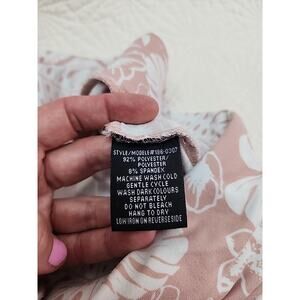 STYLE/MODELE#186-0307
92% POLYESTER/
POLYESTER
8% SPANDEX
MACHINE WASH COLD
GENTLE CYCLE
WASH DARK COLOURS
SEPARATELY
DO NOT BLEACH
HANG TO DRY
LOW IRON ON REVERSE SIDE